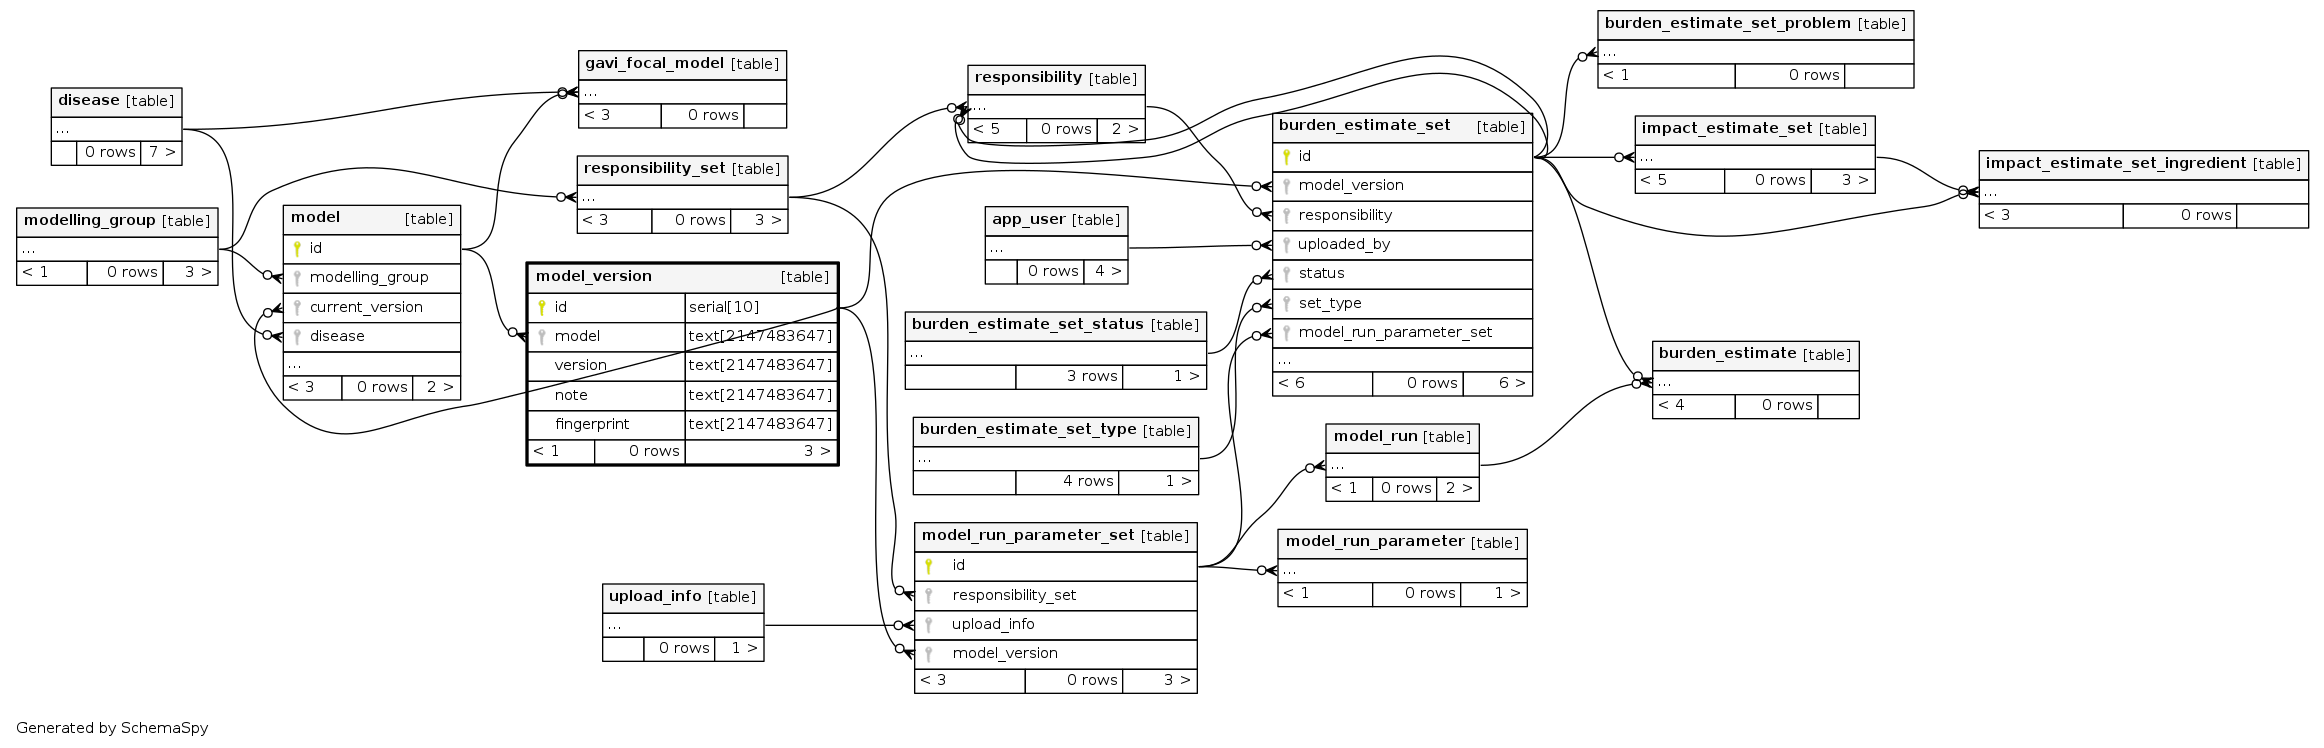 disease [table]
...
0 rows 7 >
modelling_group [table]
...
< 1 0 rows 3 >
model [table]
id
modelling_group
current_version
disease
...
< 3 0 rows 2 >
gavi_focal_model [table]
...
< 3 0 rows
responsibility_set [table]
...
< 3 0 rows 3 >
model_version [table]
id serial[10]
model text[2147483647]
version text[2147483647]
note text[2147483647]
fingerprint text[2147483647]
< 1 0 rows 3 >
upload_info [table]
...
0 rows 1 >
responsibility [table]
...
< 5 0 rows 2 >
app_user [table]
...
0 rows 4 >
burden_estimate_set_status [table]
...
3 rows 1 >
burden_estimate_set_type [table]
...
4 rows 1 >
model_run_parameter_set [table]
id
responsibility_set
upload_info
model_version
< 3 0 rows 3 >
burden_estimate_set [table]
id
model_version
responsibility
uploaded_by
status
set_type
model_run_parameter_set
...
< 6 0 rows 6 >
model_run [table]
...
< 1 0 rows 2 >
model_run_parameter [table]
...
< 1 0 rows 1 >
burden_estimate_set_problem [table]
...
< 1 0 rows
impact_estimate_set [table]
...
< 5 0 rows 3 >
burden_estimate [table]
...
< 4 0 rows
impact_estimate_set_ingredient [table]
...
< 3 0 rows
Generated by SchemaSpy